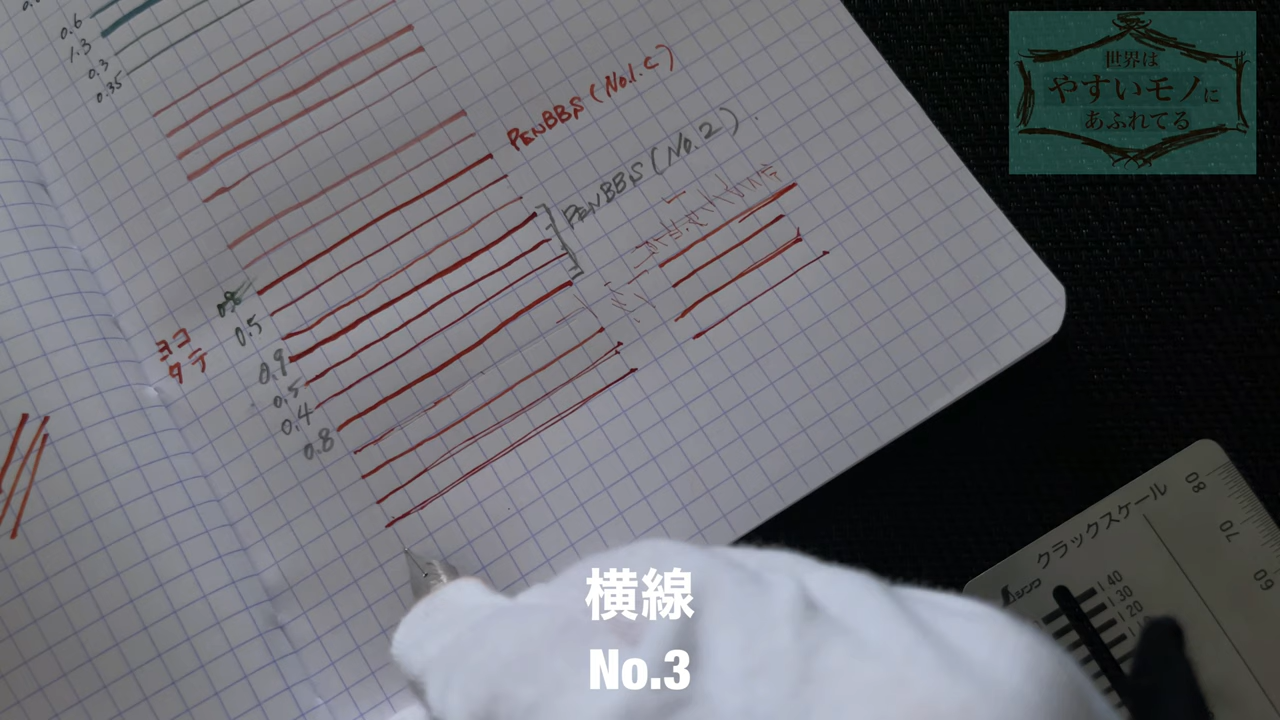 0.6
1.3
0.3
0.35
PENBBS (No.1.C)
PENBBS (No.2)
0.5
0.9
0.5
0.4
0.8
ヨコ
タテ
世界は
やすいモノに
あふれてる
クラックスケール
80
70
60
40
30
20
横線
No.3